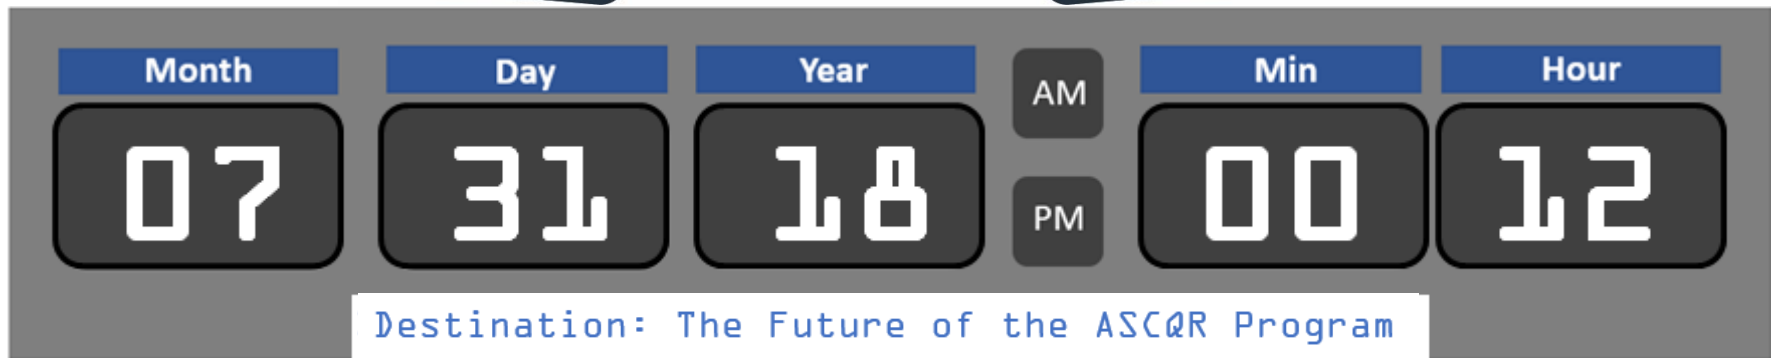 Month Day Year AM Min Hour
07 31 18 PM 00 12
Destination: The Future of the ASCQR Program